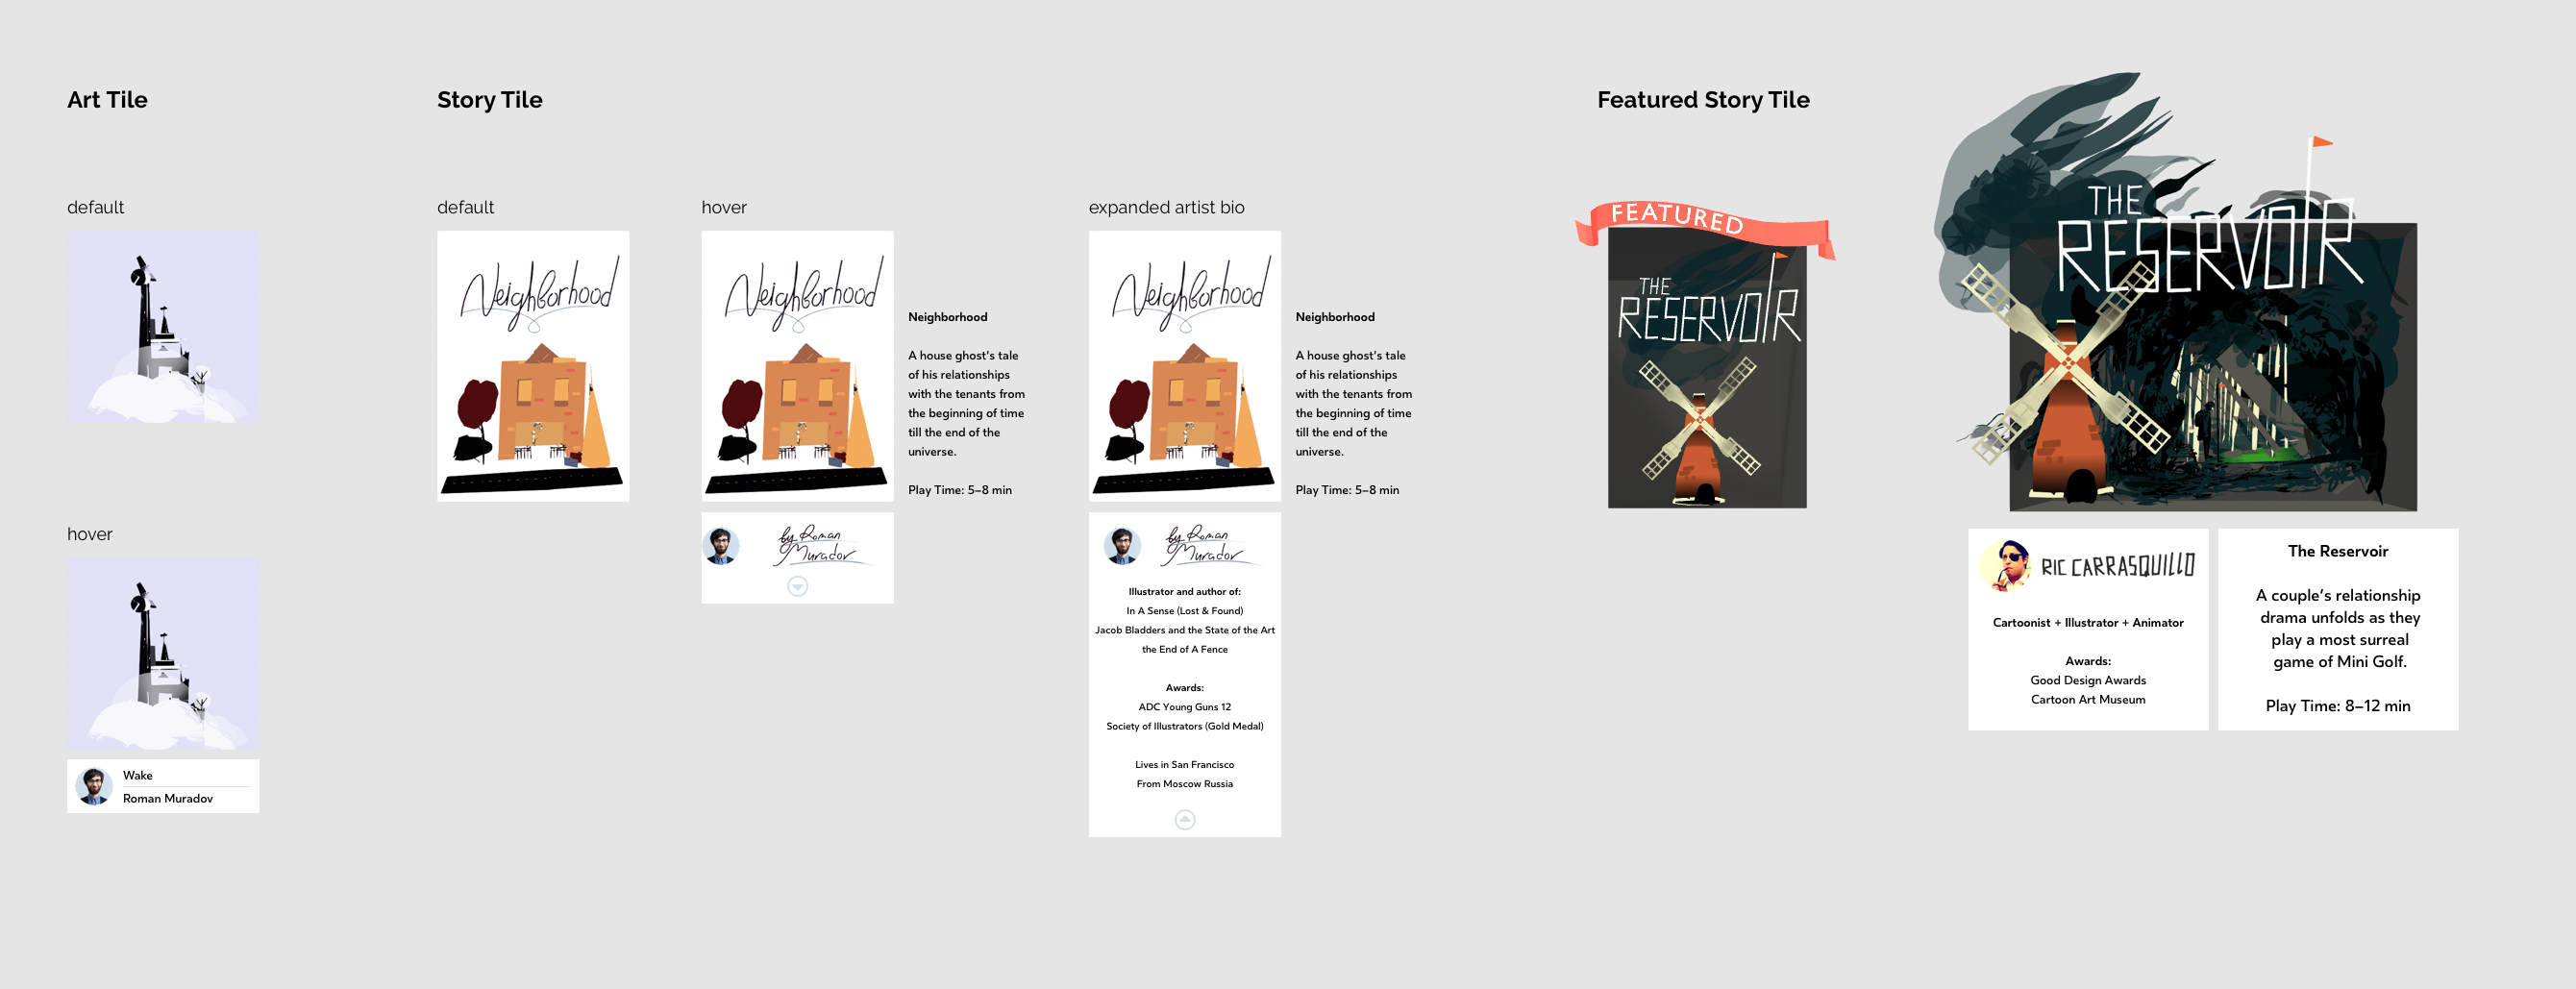 Art Tile
default
hover
Wake
Roman Muradov
Story Tile
default
Neighborhood
hover
Neighborhood
Neighborhood
A house ghost's tale
of his relationships
with the tenants from
the beginning of time
till the end of the
universe.
Play Time: 5–8 min
by Roman
Murador
expanded artist bio
Neighborhood
Neighborhood
A house ghost's tale
of his relationships
with the tenants from
the beginning of time
till the end of the
universe.
Play Time: 5–8 min
by Roman
Murador
Illustrator and author of:
In A Sense (Lost & Found)
Jacob Bladders and the State of the Art
the End of A Fence
Awards:
ADC Young Guns 12
Society of Illustrators (Gold Medal)
Lives in San Francisco
From Moscow Russia
Featured Story Tile
FEATURED
THE
RESERVOIR
THE
RESERVOIR
RIC CARRASQUILLO
Cartoonist + Illustrator + Animator
Awards:
Good Design Awards
Cartoon Art Museum
The Reservoir
A couple’s relationship
drama unfolds as they
play a most surreal
game of Mini Golf.
Play Time: 8–12 min